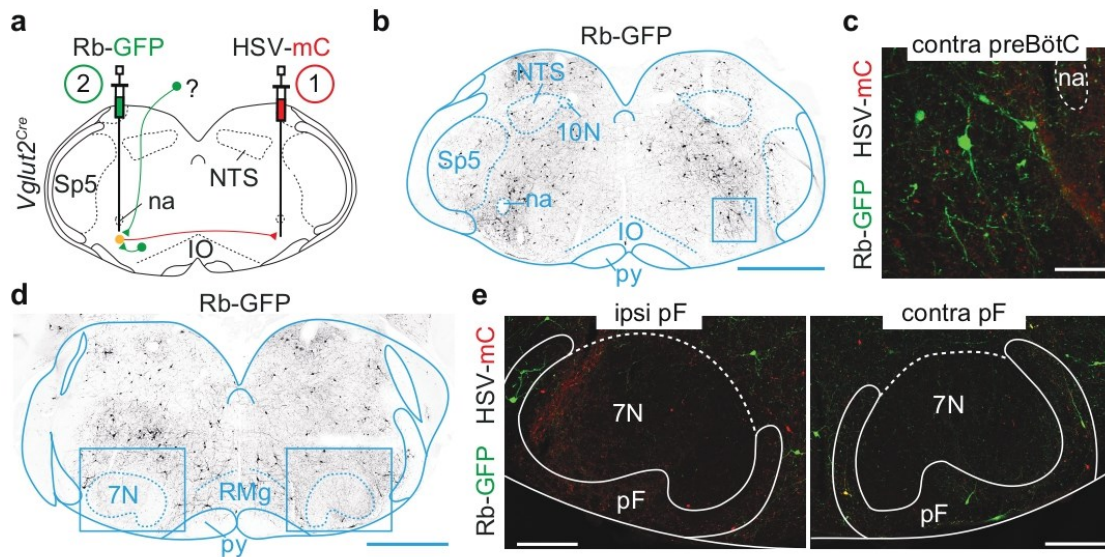 a
Rb-GFP
HSV-mC
2
1
?
Vglut2Cre
Sp5
NTS
na
IO
b
Rb-GFP
NTS
10N
Sp5
na
IO
py
c
contra preBötC
na
Rb-GFP HSV-mC
d
Rb-GFP
7N
RMg
py
e
ipsi pF
contra pF
Rb-GFP HSV-mC
7N
7N
pF
pF